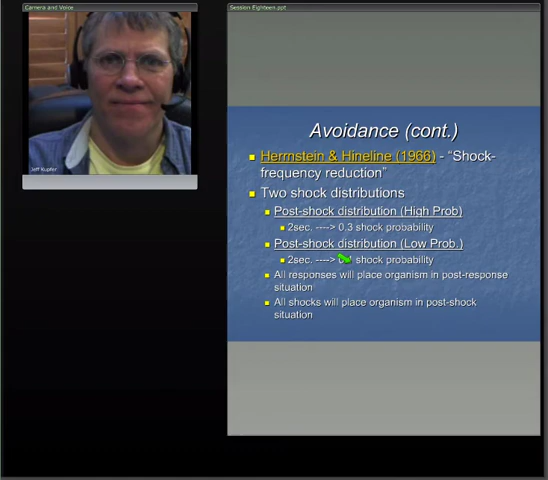 Camera and Voice
Session Eighteen.ppt
Jeff Kupfer
Avoidance (cont.)
Herrnstein & Hineline (1966) - “Shock-
frequency reduction”
Two shock distributions
Post-shock distribution (High Prob)
2sec. ----> 0.3 shock probability
Post-shock distribution (Low Prob.)
2sec. ----> shock probability
All responses will place organism in post-response
situation
All shocks will place organism in post-shock
situation